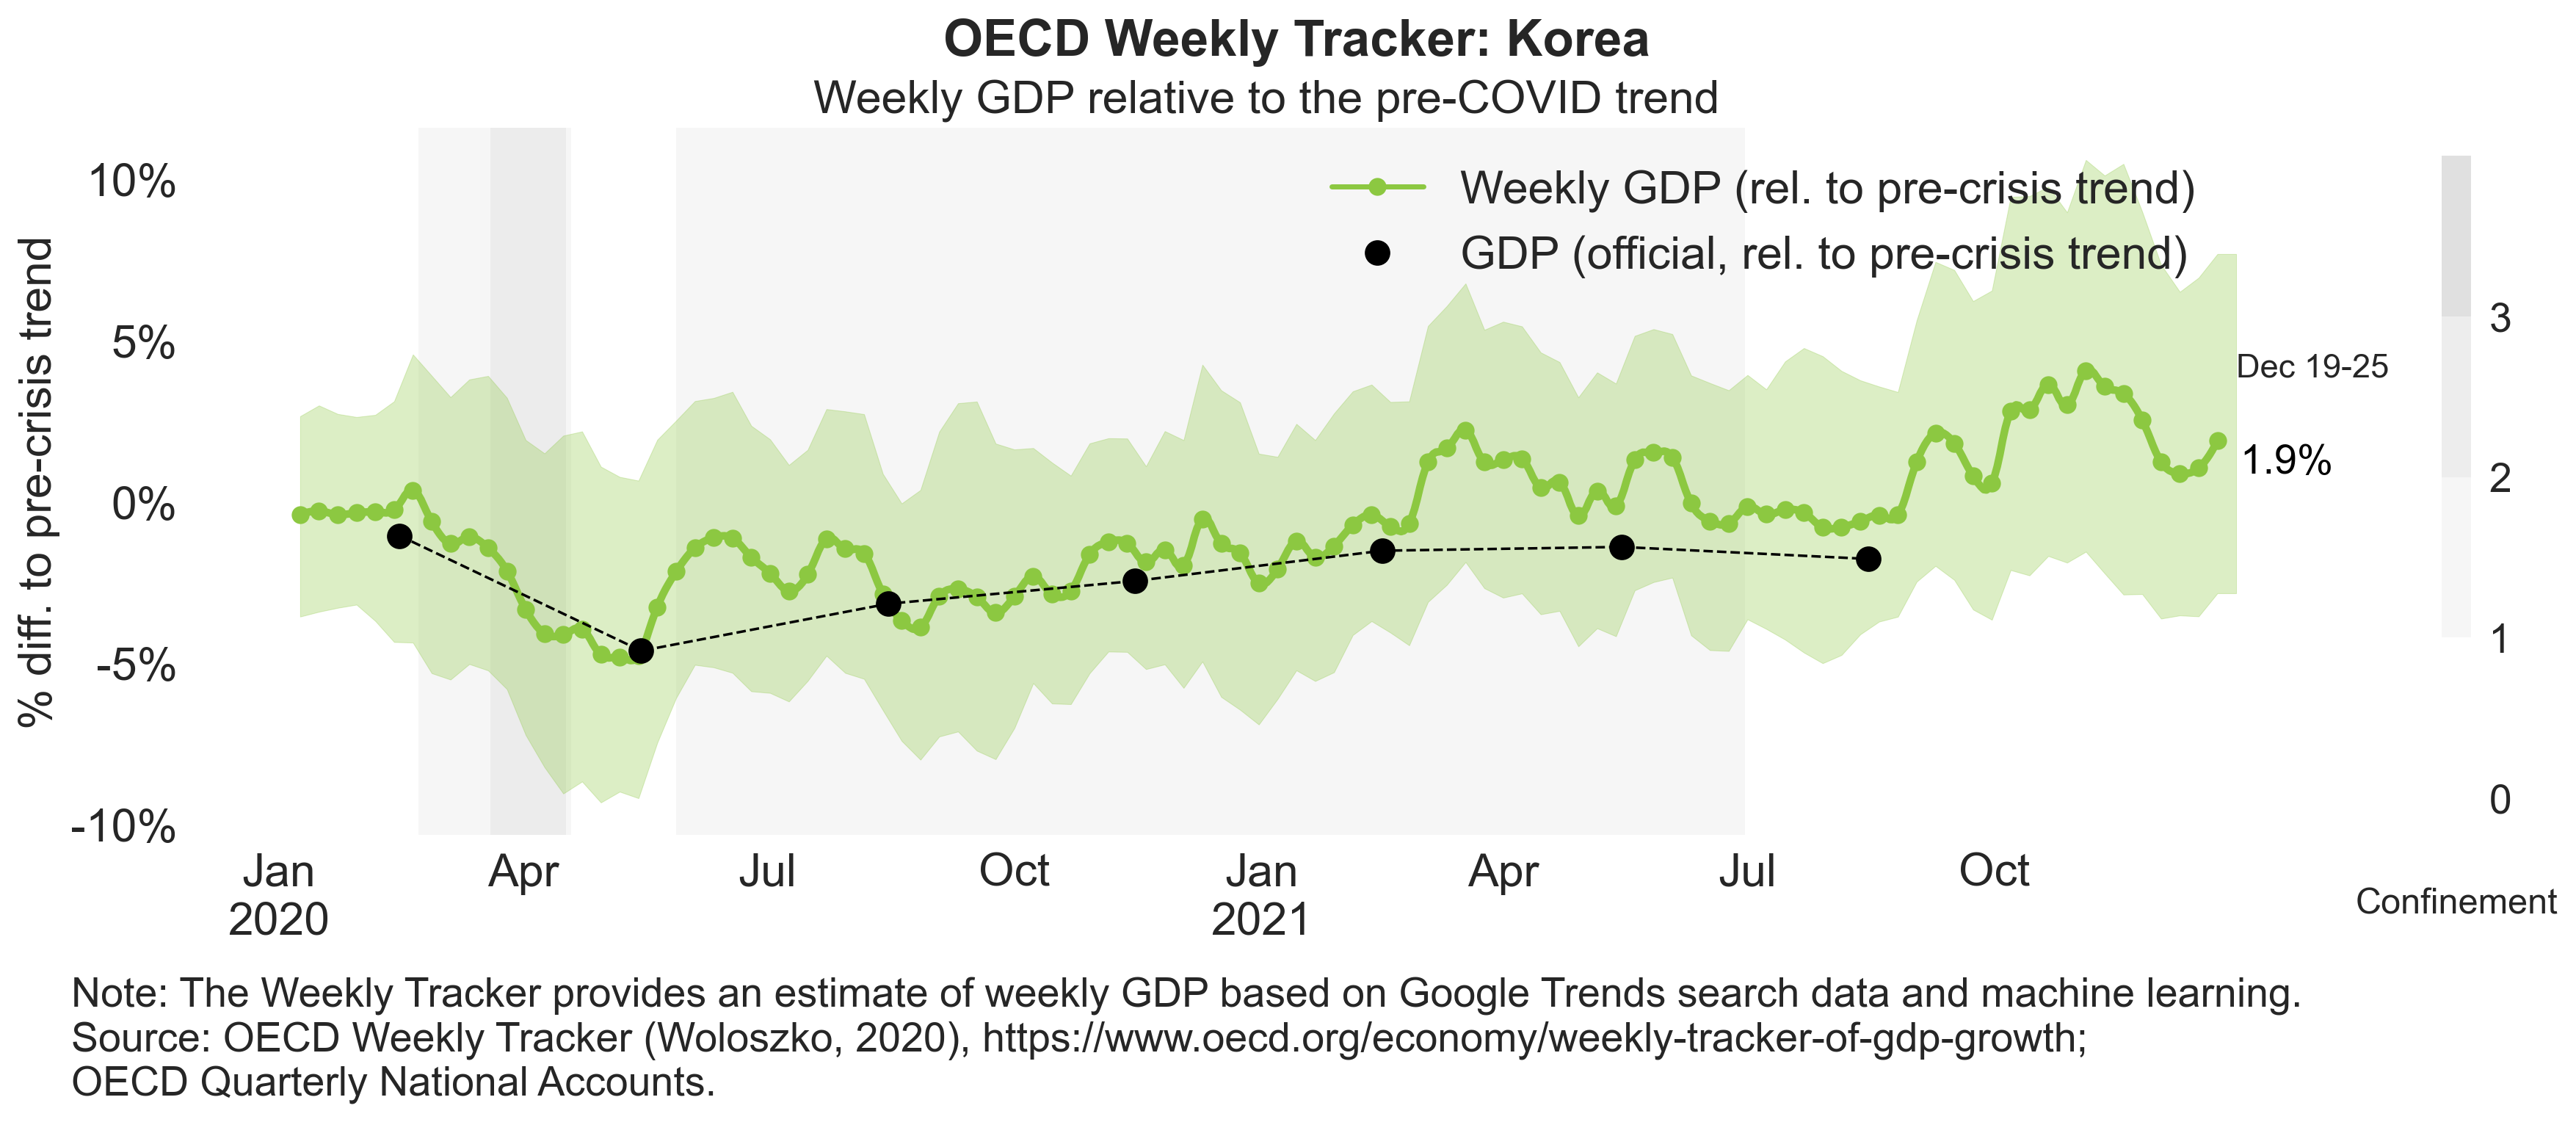 OECD Weekly Tracker: Korea
Weekly GDP relative to the pre-COVID trend
% diff. to pre-crisis trend
10%
5%
0%
-5%
-10%
Weekly GDP (rel. to pre-crisis trend)
GDP (official, rel. to pre-crisis trend)
Dec 19-25
1.9%
3
2
1
0
Confinement
Jan Apr Jul Oct Jan Apr Jul Oct
2020 2021
Note: The Weekly Tracker provides an estimate of weekly GDP based on Google Trends search data and machine learning.
Source: OECD Weekly Tracker (Woloszko, 2020), https://www.oecd.org/economy/weekly-tracker-of-gdp-growth;
OECD Quarterly National Accounts.